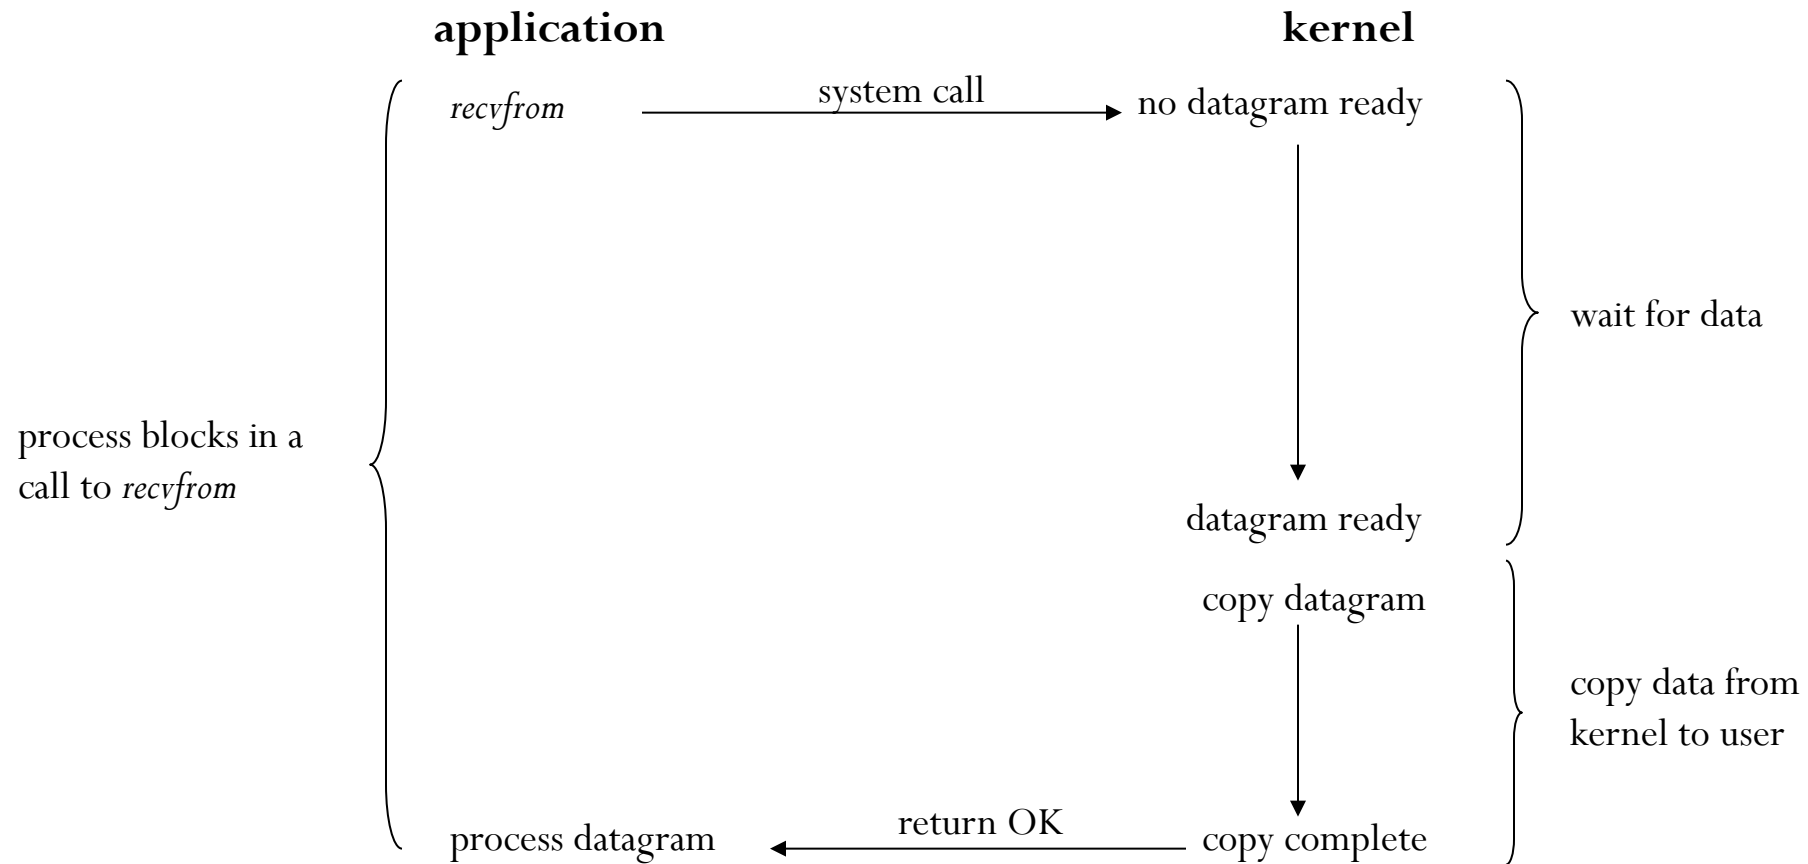 application
kernel
recvfrom
system call
no datagram ready
wait for data
process blocks in a
call to recvfrom
datagram ready
copy datagram
copy data from
kernel to user
process datagram
return OK
copy complete